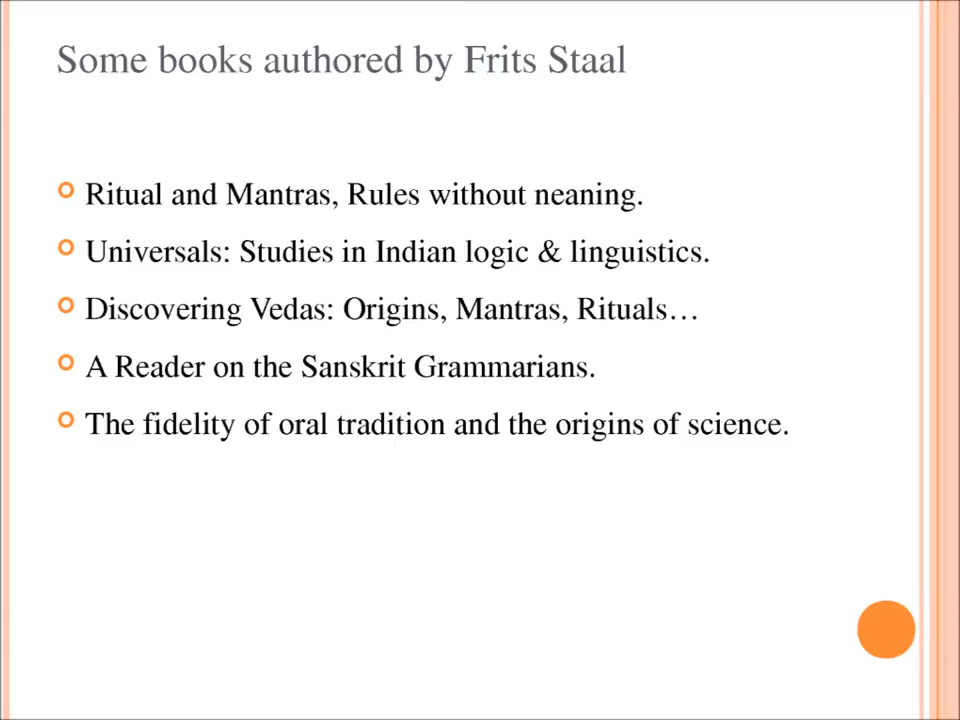 Some books authored by Frits Staal
Ritual and Mantras, Rules without neaning.
Universals: Studies in Indian logic & linguistics.
Discovering Vedas: Origins, Mantras, Rituals…
A Reader on the Sanskrit Grammarians.
The fidelity of oral tradition and the origins of science.